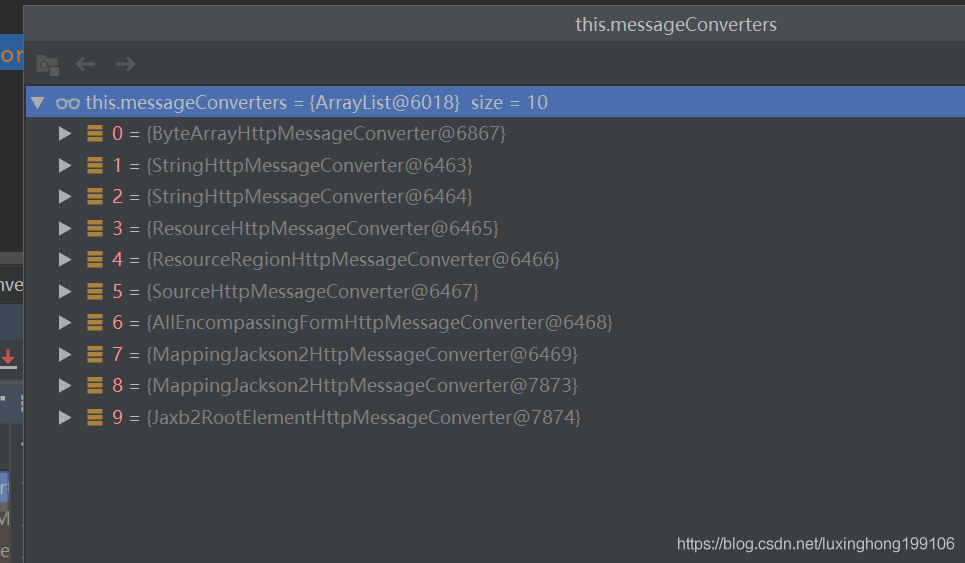 this.messageConverters
or
this.messageConverters = {ArrayList@6018} size = 10
0 = {ByteArrayHttpMessageConverter@6867}
1 = {StringHttpMessageConverter@6463}
2 = {StringHttpMessageConverter@6464}
3 = {ResourceHttpMessageConverter@6465}
4 = {ResourceRegionHttpMessageConverter@6466}
nve
5 = {SourceHttpMessageConverter@6467}
6 = {AllEncompassingFormHttpMessageConverter@6468}
7 = {MappingJackson2HttpMessageConverter@6469}
8 = {MappingJackson2HttpMessageConverter@7873}
9 = {Jaxb2RootElementHttpMessageConverter@7874}
https://blog.csdn.net/luxinghong199106